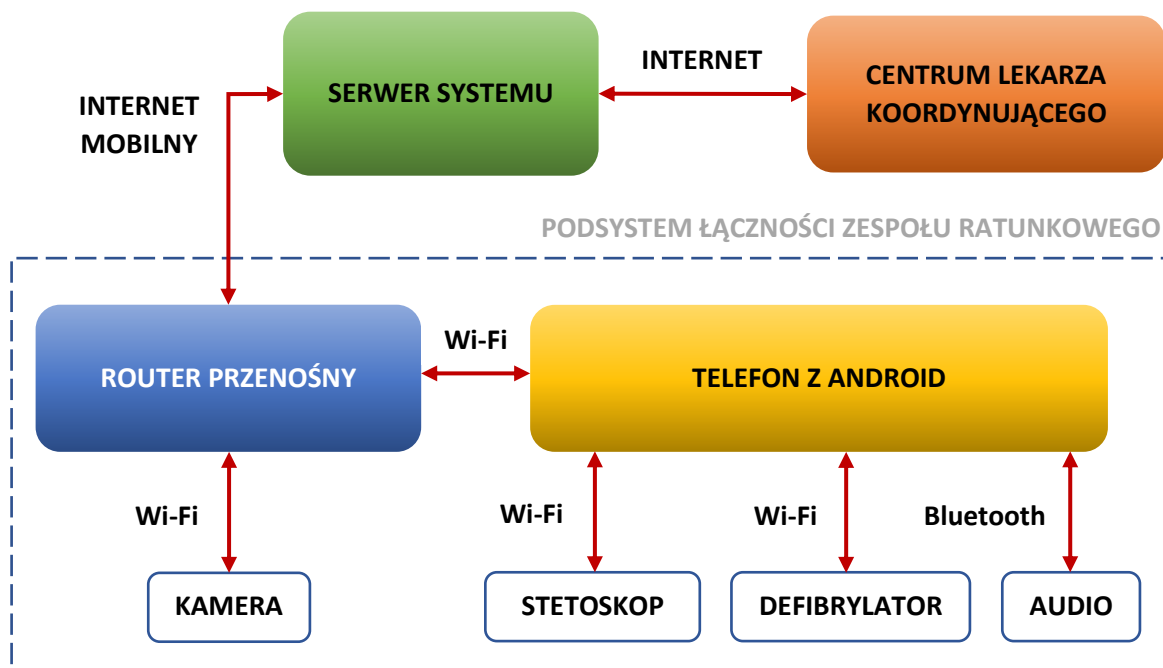 INTERNET
MOBILNY
SERWER SYSTEMU
INTERNET
CENTRUM LEKARZA
KOORDYNUJĄCEGO
PODSYSTEM ŁĄCZNOŚCI ZESPOŁU RATUNKOWEGO
ROUTER PRZENOŚNY
Wi-Fi
TELEFON Z ANDROID
Wi-Fi
Wi-Fi
Wi-Fi
Bluetooth
KAMERA
STETOSKOP
DEFIBRYLATOR
AUDIO